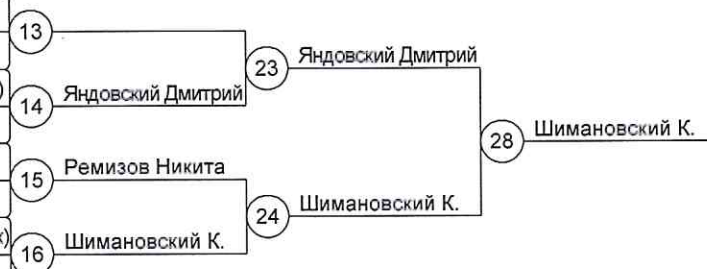 13
23 Яндовский Дмитрий
14 Яндовский Дмитрий
28 Шимановский К.
15 Ремизов Никита
24 Шимановский К.
16 Шимановский К.